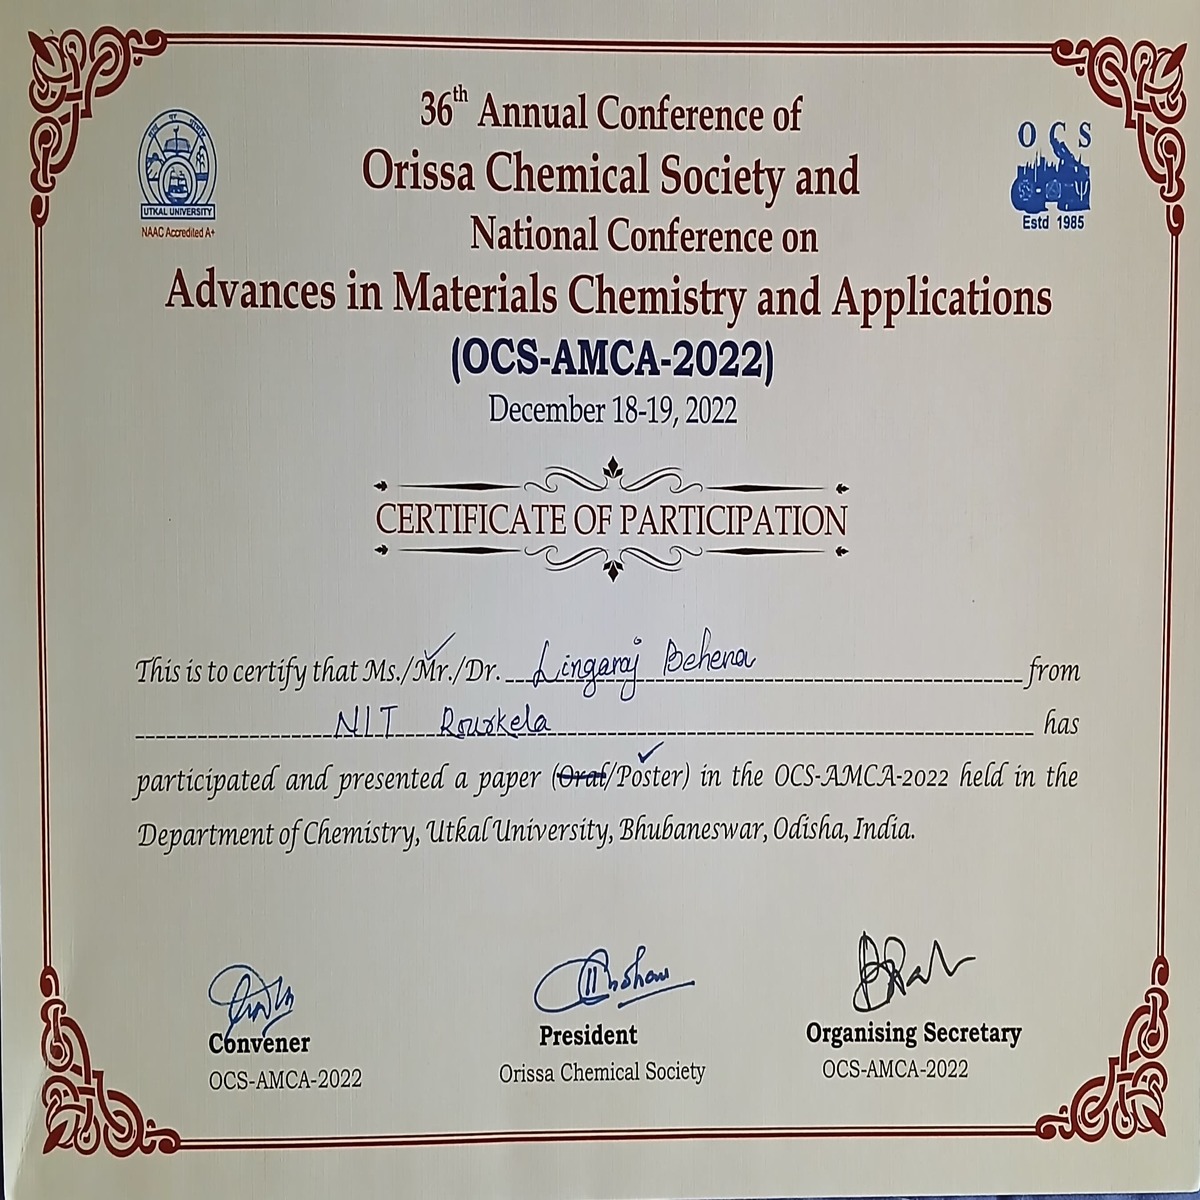 36th Annual Conference of
Orissa Chemical Society and
National Conference on
Advances in Materials Chemistry and Applications
(OCS-AMCA-2022)
December 18-19, 2022
UTKAL UNIVERSITY
NAAC Accredited A+
O C S
Estd 1985
CERTIFICATE OF PARTICIPATION
This is to certify that Ms./Mr./Dr. Lingaraj Behera from
NIT Rourkela has
participated and presented a paper (Oral/Poster) in the OCS-AMCA-2022 held in the
Department of Chemistry, Utkal University, Bhubaneswar, Odisha, India.
Convener
OCS-AMCA-2022
President
Orissa Chemical Society
Organising Secretary
OCS-AMCA-2022